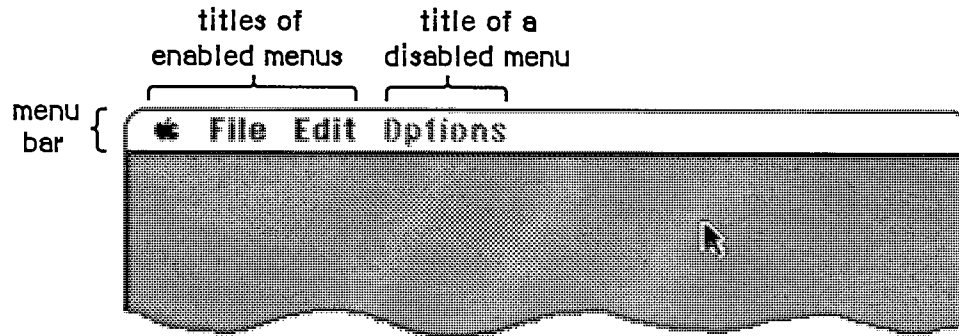 titles of
enabled menus
title of a
disabled menu
menu
bar
File Edit Options